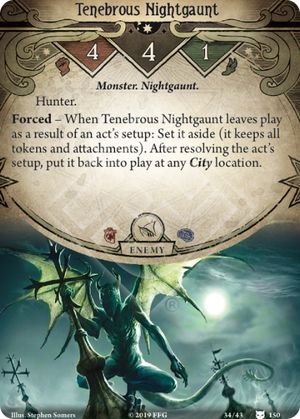 Tenebrous Nightgaunt
4 4 1
Monster. Nightgaunt.
Hunter.
Forced – When Tenebrous Nightgaunt leaves play
as a result of an act's setup: Set it aside (it keeps all
tokens and attachments). After resolving the act's
setup, put it back into play at any City location.
ENEMY
®
Illus. Stephen Somers © 2019 FFG 34/43 150